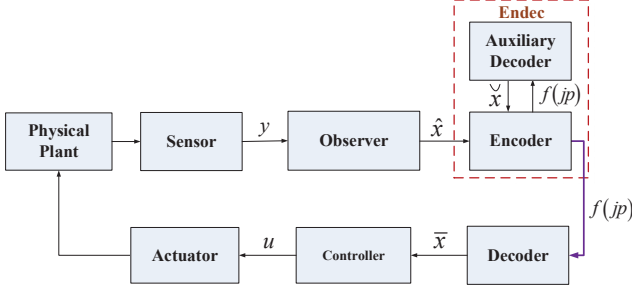 Endec
Auxiliary
Decoder
x̆
f(jp)
Physical
Plant
Sensor
y
Observer
x̂
Encoder
f(jp)
Actuator
u
Controller
x̄
Decoder